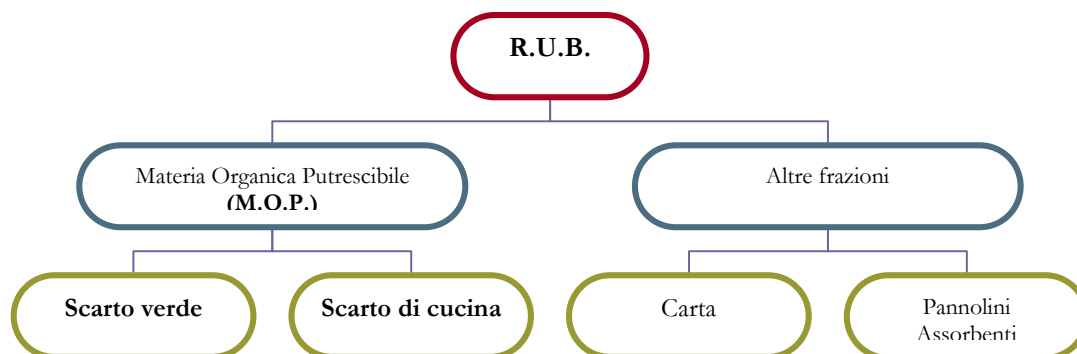 R.U.B.
Materia Organica Putrescibile
(M.O.P.)
Altre frazioni
Scarto verde
Scarto di cucina
Carta
Pannolini
Assorbenti